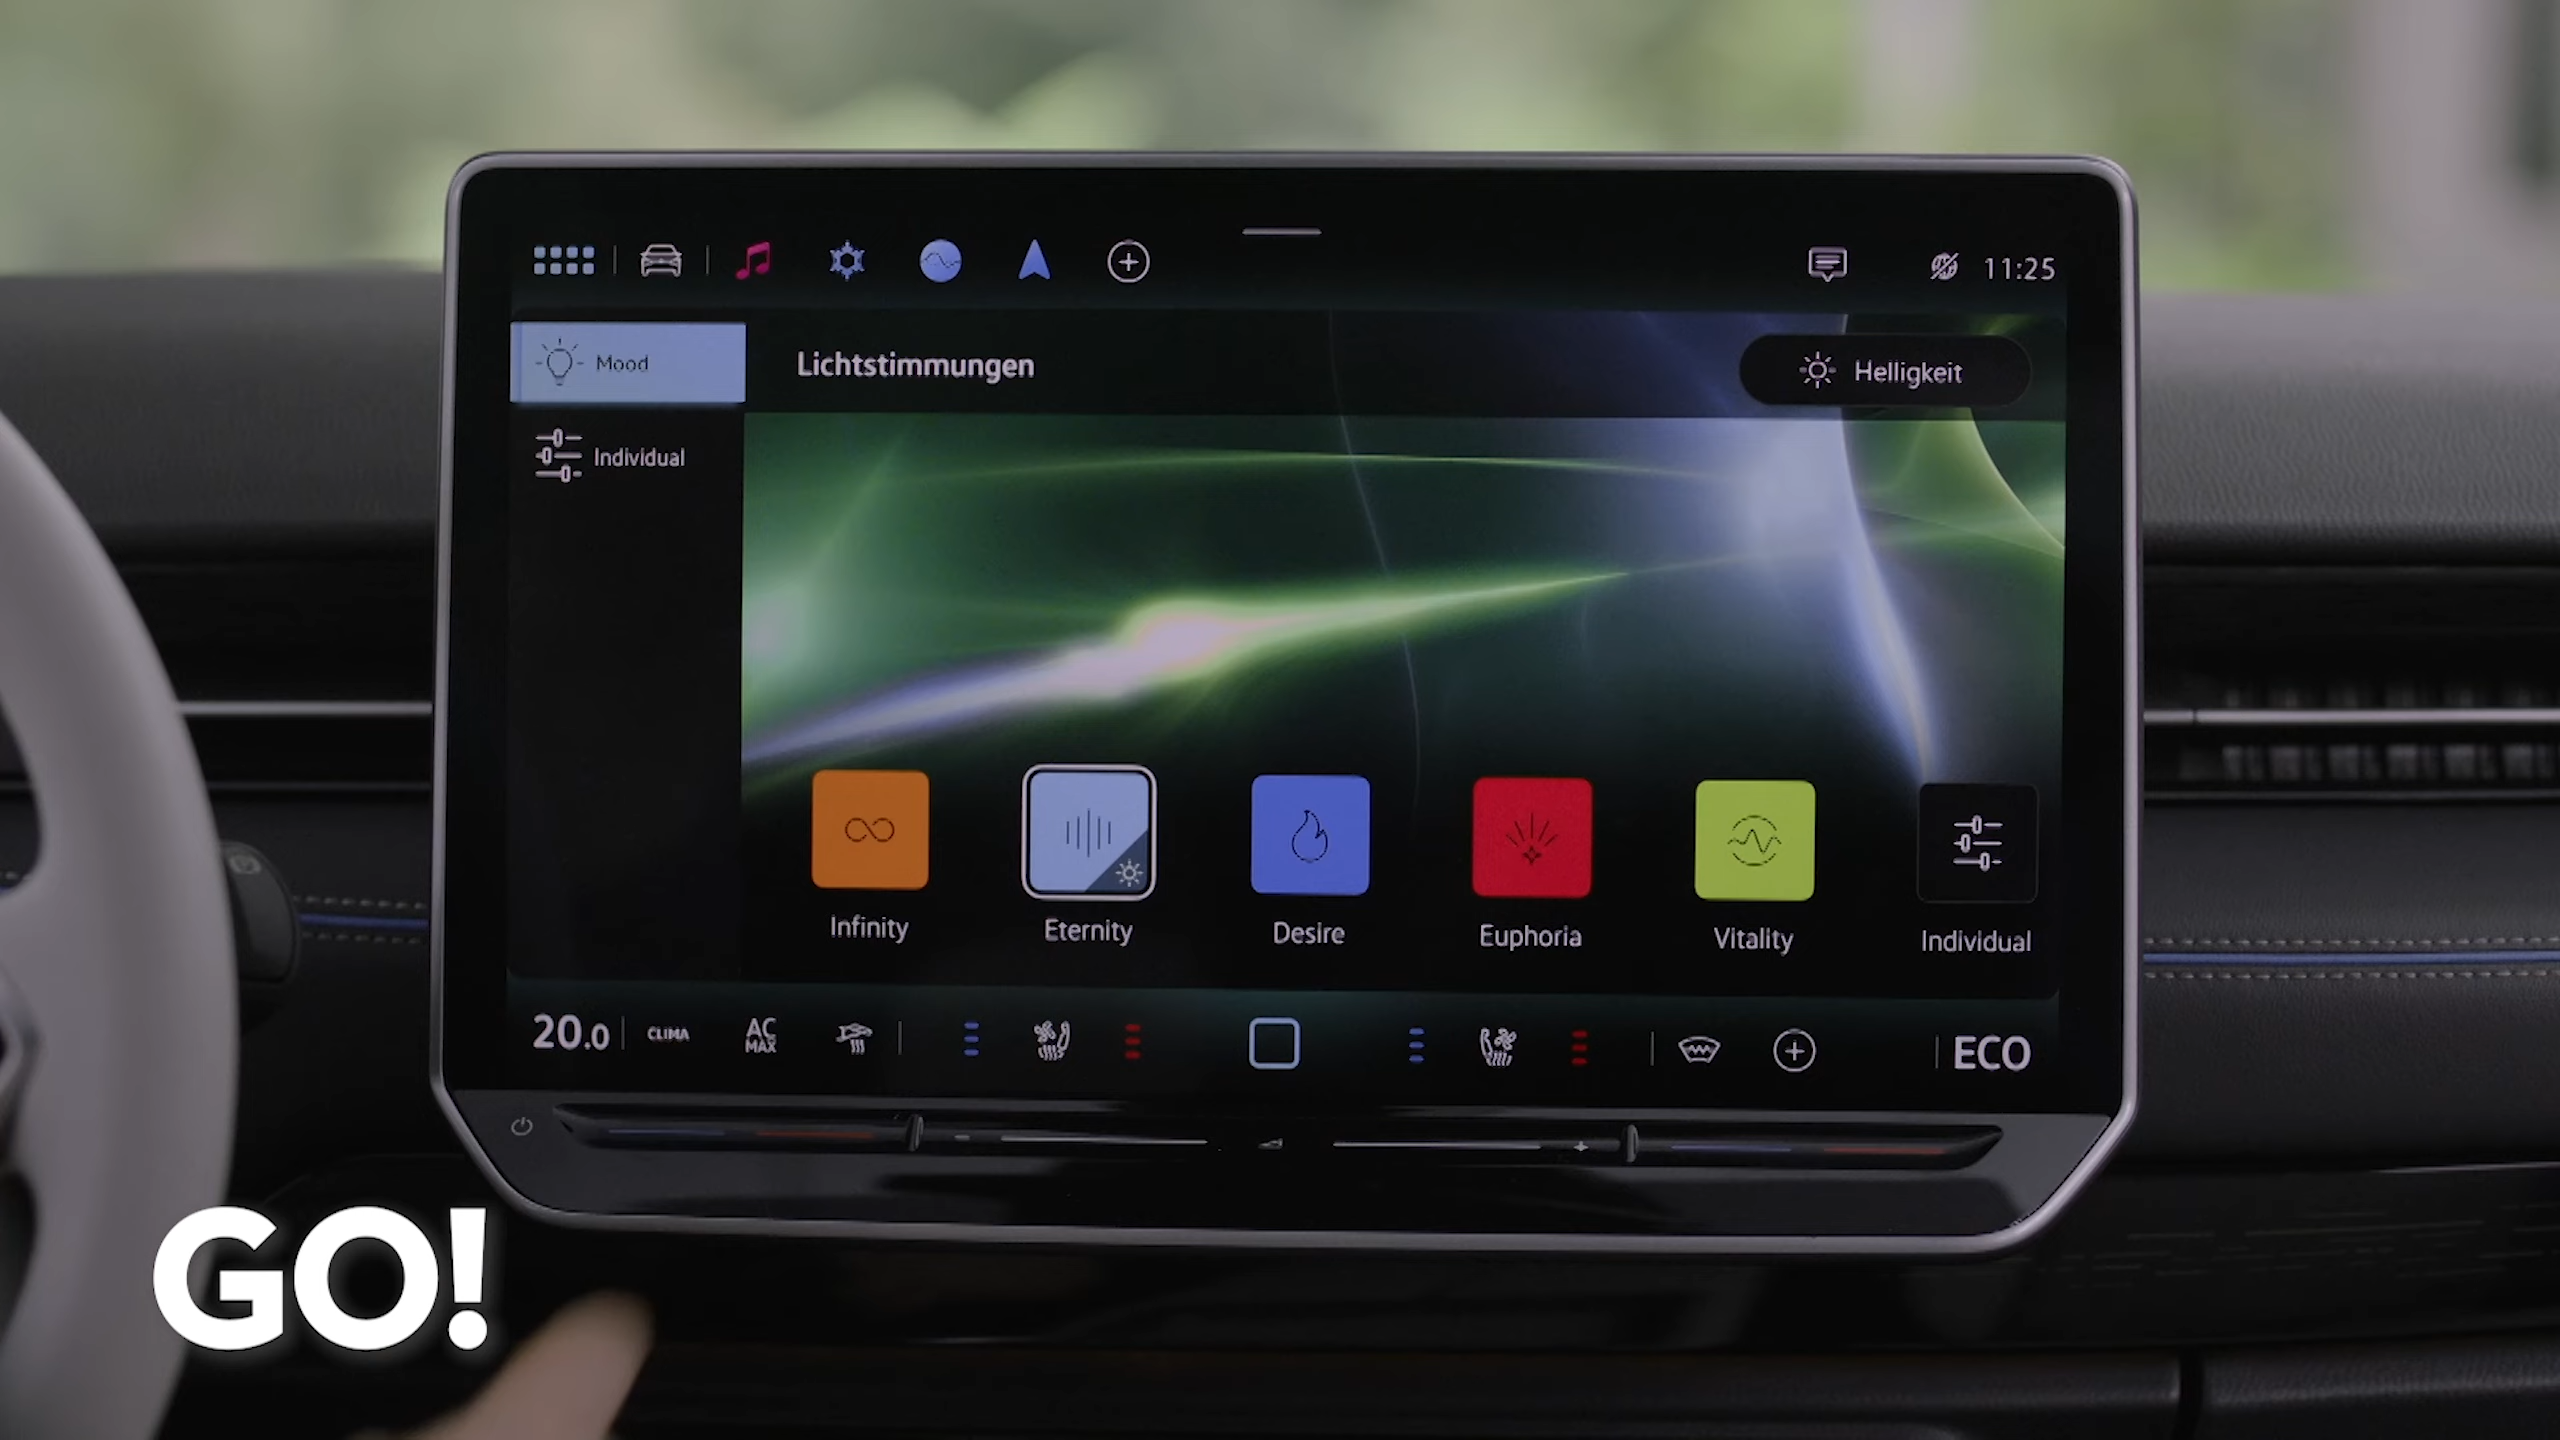 11:25
Mood
Lichtstimmungen
Helligkeit
Individual
Infinity
Eternity
Desire
Euphoria
Vitality
Individual
20.0
CLIMA
AC
MAX
ECO
GO!